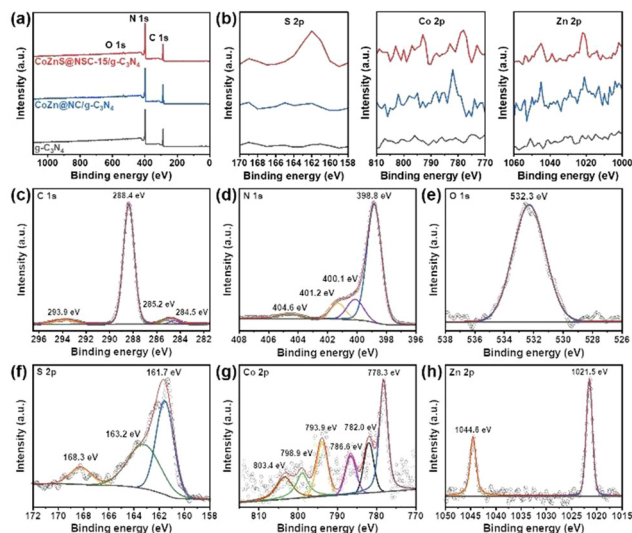 (a)
N 1s
O 1s
C 1s
CoZnS@NSC-15/g-C₃N₄
CoZn@NC/g-C₃N₄
g-C₃N₄
Intensity (a.u.)
1000 800 600 400 200 0
Binding energy (eV)
(b)
S 2p
Intensity (a.u.)
170 168 166 164 162 160 158
Co 2p
810 800 790 780 770
Binding energy (eV)
Zn 2p
1060 1040 1020 1000
(c)
C 1s
288.4 eV
293.9 eV
285.2 eV
284.5 eV
Intensity (a.u.)
296 294 292 290 288 286 284 282
Binding energy (eV)
(d)
N 1s
398.8 eV
400.1 eV
401.2 eV
404.6 eV
Intensity (a.u.)
408 406 404 402 400 398 396
Binding energy (eV)
(e)
O 1s
532.3 eV
Intensity (a.u.)
538 536 534 532 530 528 526
Binding energy (eV)
(f)
S 2p
161.7 eV
163.2 eV
168.3 eV
Intensity (a.u.)
172 170 168 166 164 162 160 158
Binding energy (eV)
(g)
Co 2p
778.3 eV
793.9 eV
782.0 eV
786.6 eV
798.9 eV
803.4 eV
Intensity (a.u.)
810 800 790 780 770
Binding energy (eV)
(h)
Zn 2p
1021.5 eV
1044.6 eV
Intensity (a.u.)
1050 1045 1040 1035 1030 1025 1020 1015
Binding energy (eV)